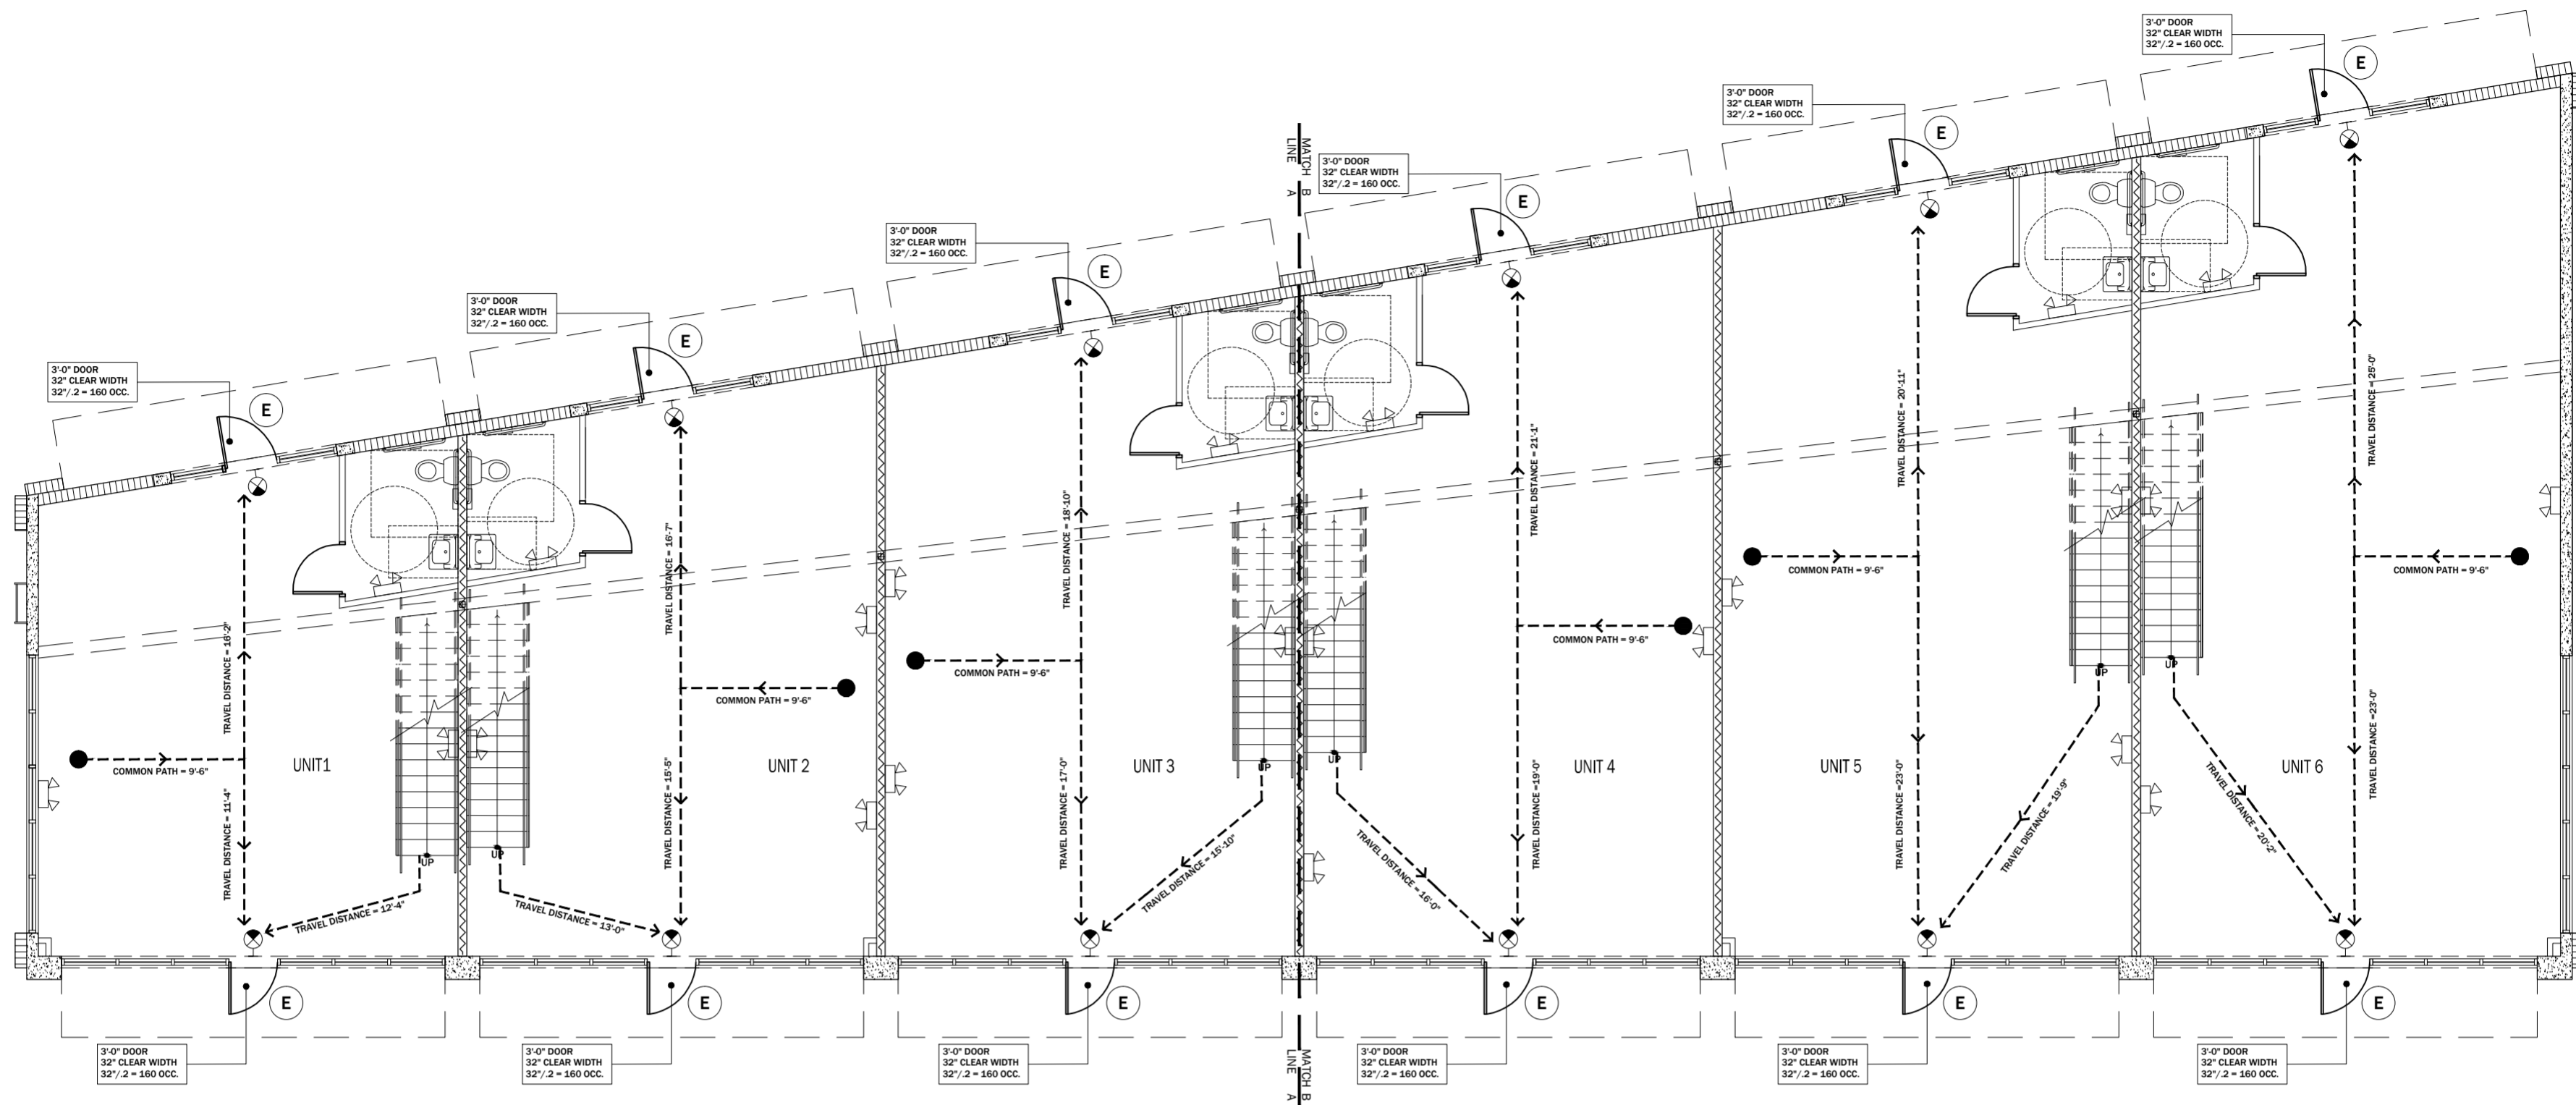 3'-0" DOOR
32" CLEAR WIDTH
32"/.2 = 160 OCC.
E
3'-0" DOOR
32" CLEAR WIDTH
32"/.2 = 160 OCC.
E
3'-0" DOOR
32" CLEAR WIDTH
32"/.2 = 160 OCC.
E
MATCH
LINE
B
A
3'-0" DOOR
32" CLEAR WIDTH
32"/.2 = 160 OCC.
E
3'-0" DOOR
32" CLEAR WIDTH
32"/.2 = 160 OCC.
E
3'-0" DOOR
32" CLEAR WIDTH
32"/.2 = 160 OCC.
E
TRAVEL DISTANCE = 16'-2"
COMMON PATH = 9'-6"
UNIT1
TRAVEL DISTANCE = 11'-4"
UP
TRAVEL DISTANCE = 12'-4"
TRAVEL DISTANCE = 16'-7"
COMMON PATH = 9'-6"
UNIT 2
TRAVEL DISTANCE = 15'-5"
UP
TRAVEL DISTANCE = 13'-0"
TRAVEL DISTANCE = 18'-10"
COMMON PATH = 9'-6"
UNIT 3
TRAVEL DISTANCE = 17'-0"
UP
TRAVEL DISTANCE = 15'-10"
TRAVEL DISTANCE = 21'-1"
COMMON PATH = 9'-6"
UNIT 4
TRAVEL DISTANCE =19'-0"
UP
TRAVEL DISTANCE = 16'-0"
TRAVEL DISTANCE = 20'-11"
COMMON PATH = 9'-6"
UNIT 5
TRAVEL DISTANCE =23'-0"
UP
TRAVEL DISTANCE = 19'-9"
TRAVEL DISTANCE = 25'-0"
COMMON PATH = 9'-6"
UNIT 6
TRAVEL DISTANCE =23'-0"
UP
TRAVEL DISTANCE = 20'-2"
E
3'-0" DOOR
32" CLEAR WIDTH
32"/.2 = 160 OCC.
E
3'-0" DOOR
32" CLEAR WIDTH
32"/.2 = 160 OCC.
E
3'-0" DOOR
32" CLEAR WIDTH
32"/.2 = 160 OCC.
MATCH
LINE
B
A
E
3'-0" DOOR
32" CLEAR WIDTH
32"/.2 = 160 OCC.
E
3'-0" DOOR
32" CLEAR WIDTH
32"/.2 = 160 OCC.
E
3'-0" DOOR
32" CLEAR WIDTH
32"/.2 = 160 OCC.